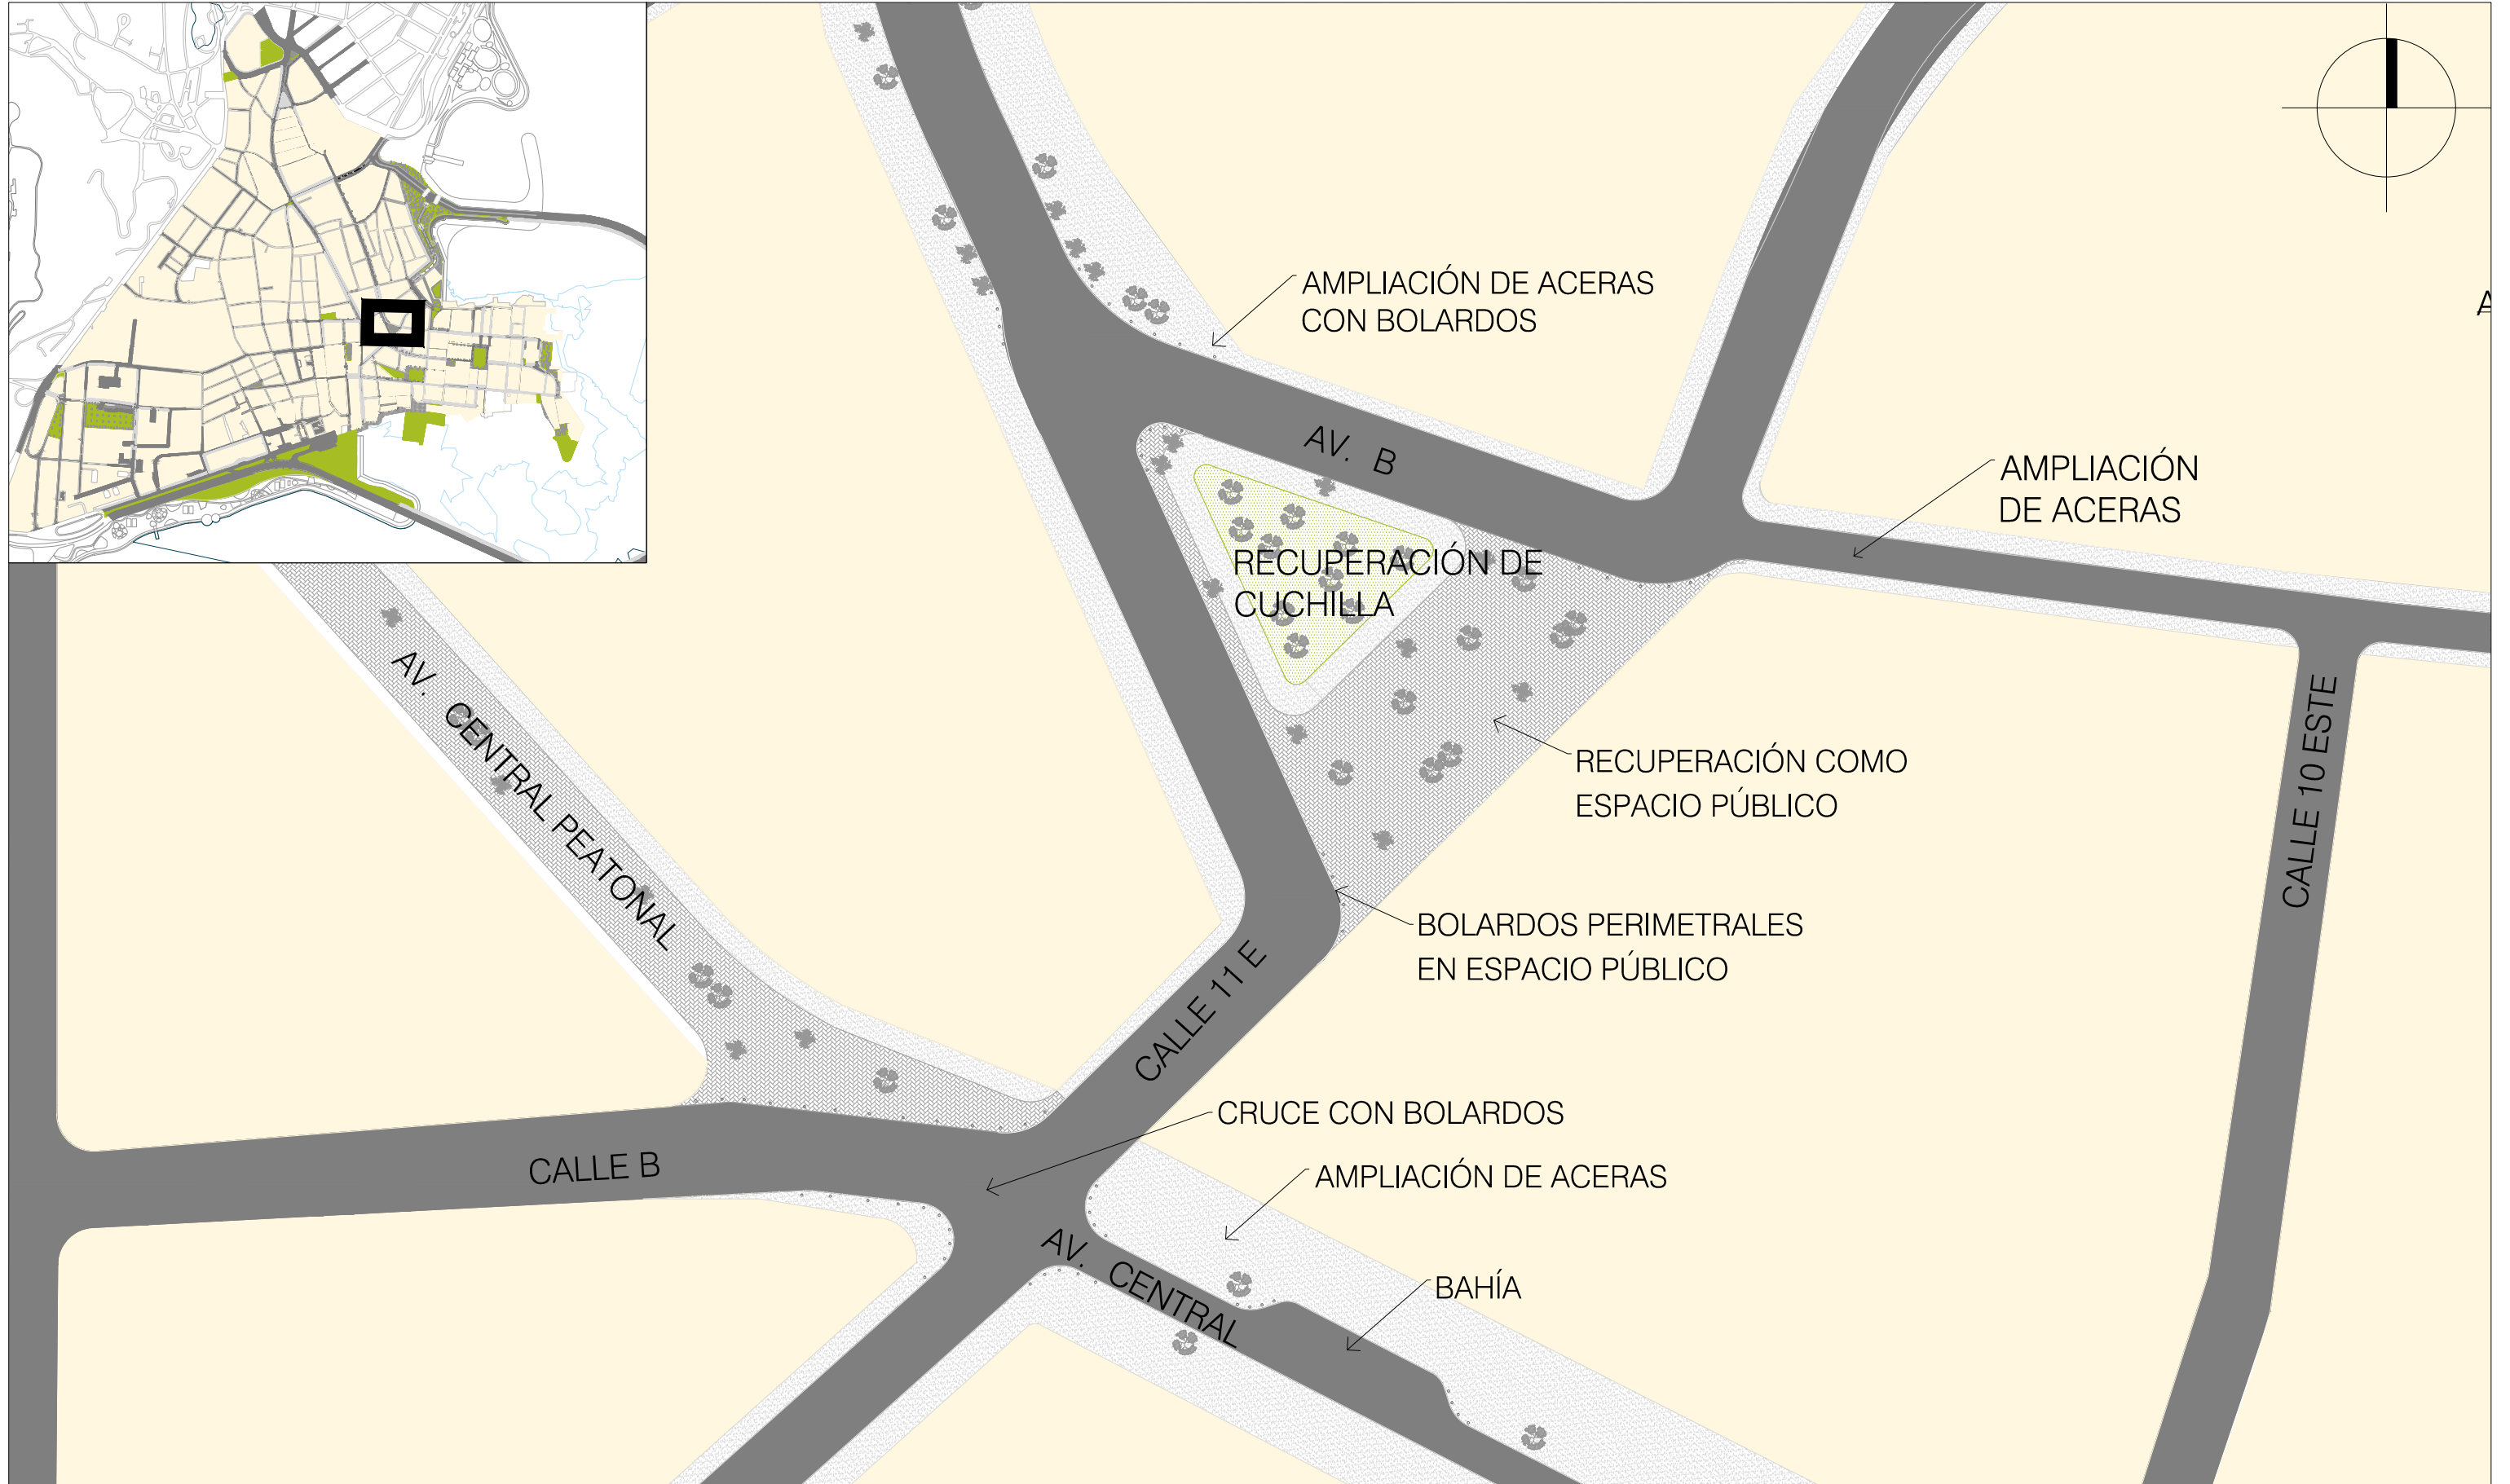 AMPLIACIÓN DE ACERAS
CON BOLARDOS
A
AV. B
AMPLIACIÓN
DE ACERAS
RECUPERACIÓN DE
CUCHILLA
AV. CENTRAL PEATONAL
RECUPERACIÓN COMO
ESPACIO PÚBLICO
CALLE 10 ESTE
BOLARDOS PERIMETRALES
EN ESPACIO PÚBLICO
CALLE 11 E
CRUCE CON BOLARDOS
CALLE B
AMPLIACIÓN DE ACERAS
AV. CENTRAL
BAHÍA